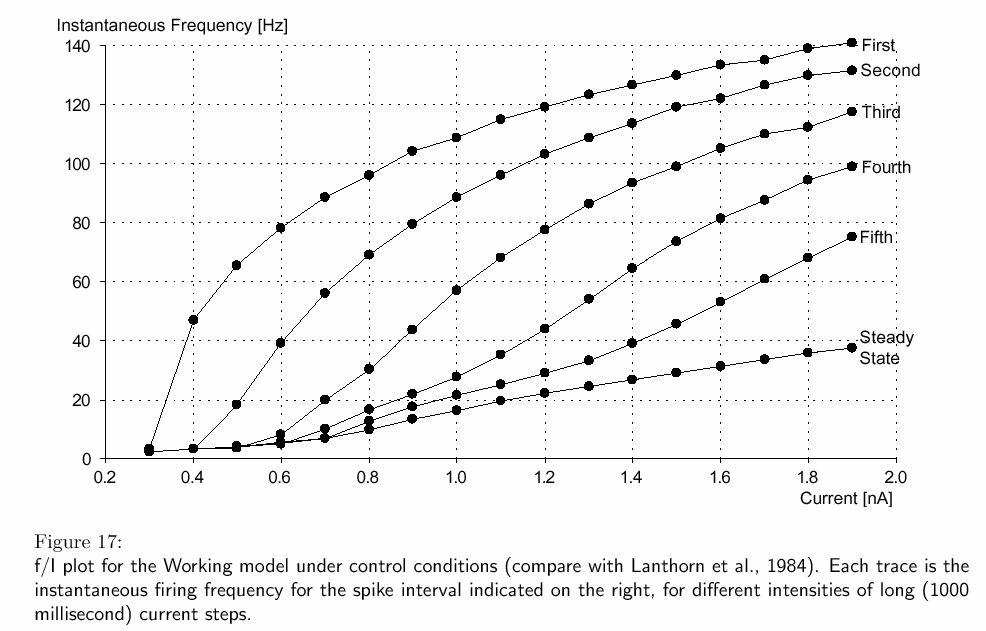 Instantaneous Frequency [Hz]
140
120
100
80
60
40
20
0
First
Second
Third
Fourth
Fifth
Steady
State
0.2 0.4 0.6 0.8 1.0 1.2 1.4 1.6 1.8 2.0
Current [nA]
Figure 17:
f/I plot for the Working model under control conditions (compare with Lanthorn et al., 1984). Each trace is the
instantaneous firing frequency for the spike interval indicated on the right, for different intensities of long (1000
millisecond) current steps.